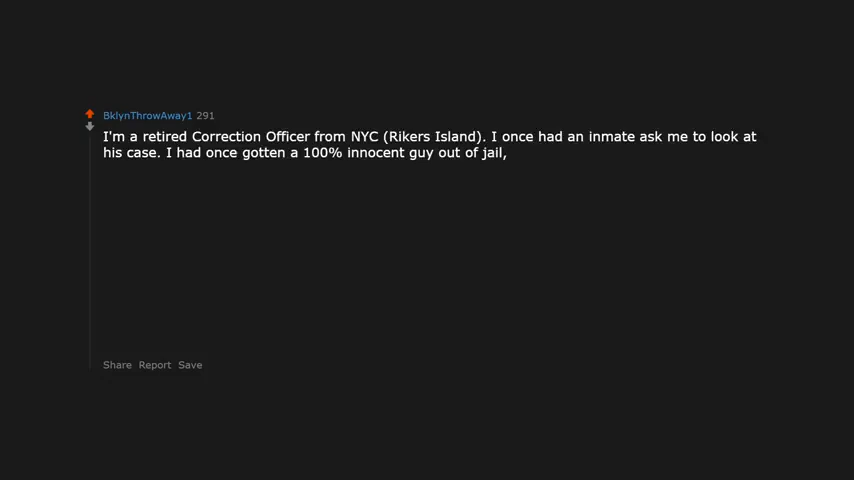 BklynThrowAway1 291
I'm a retired Correction Officer from NYC (Rikers Island). I once had an inmate ask me to look at
his case. I had once gotten a 100% innocent guy out of jail,
Share Report Save